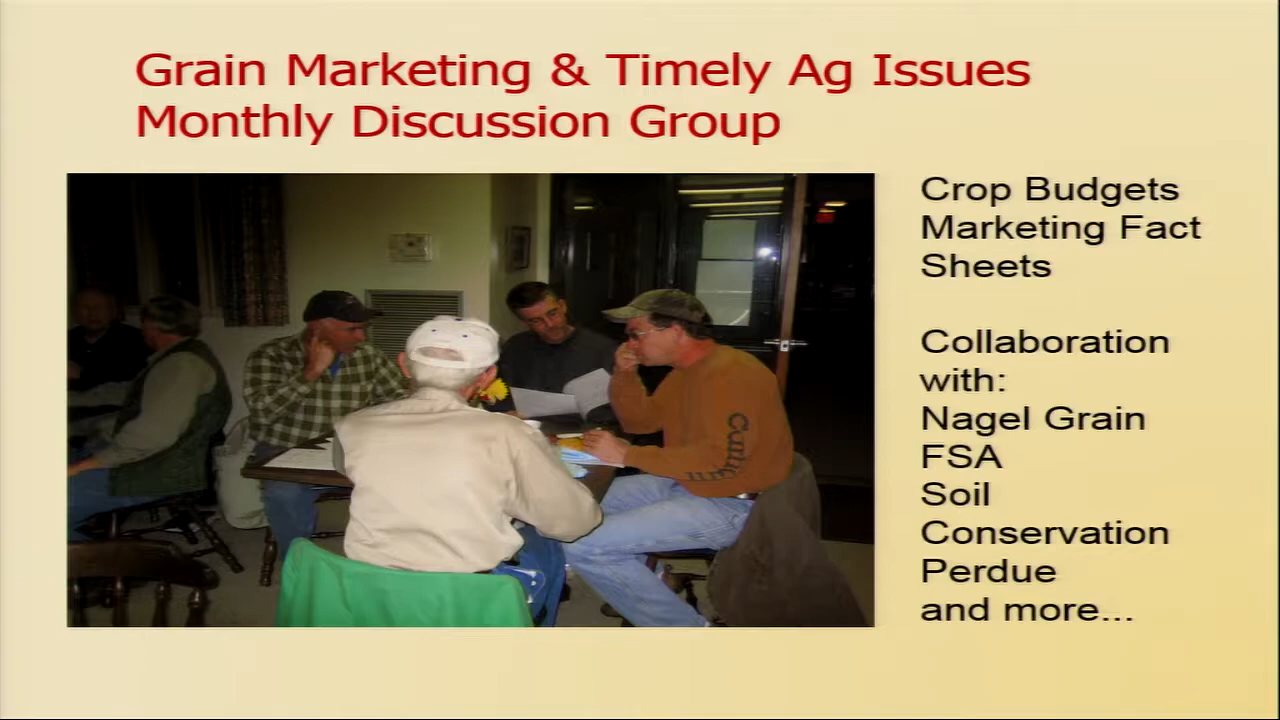 Grain Marketing & Timely Ag Issues
Monthly Discussion Group
Crop Budgets
Marketing Fact
Sheets
Collaboration
with:
Nagel Grain
FSA
Soil
Conservation
Perdue
and more...